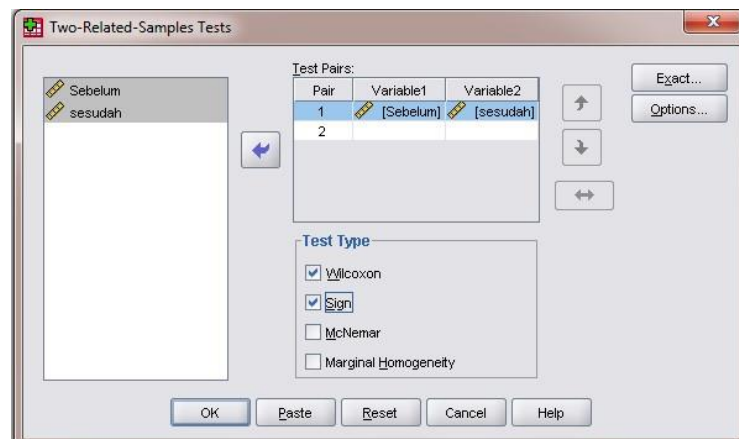 Two-Related-Samples Tests
Sebelum
sesudah
Test Pairs:
Pair Variable1 Variable2
1 [Sebelum] [sesudah]
2
Exact...
Options...
Test Type
Wilcoxon
Sign
McNemar
Marginal Homogeneity
OK Paste Reset Cancel Help